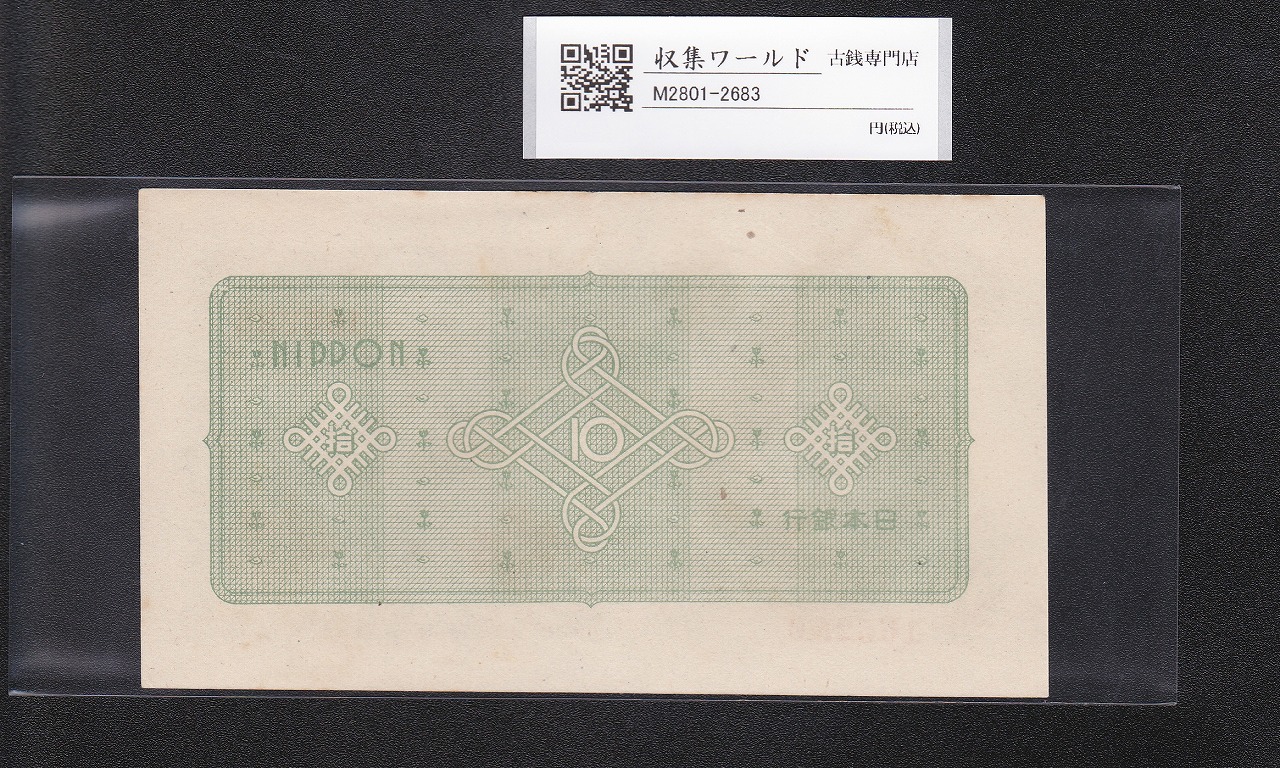 収集ワールド 古銭専門店
M2801-2683
円(税込)
NIPPON
拾 10 拾
行銀本日